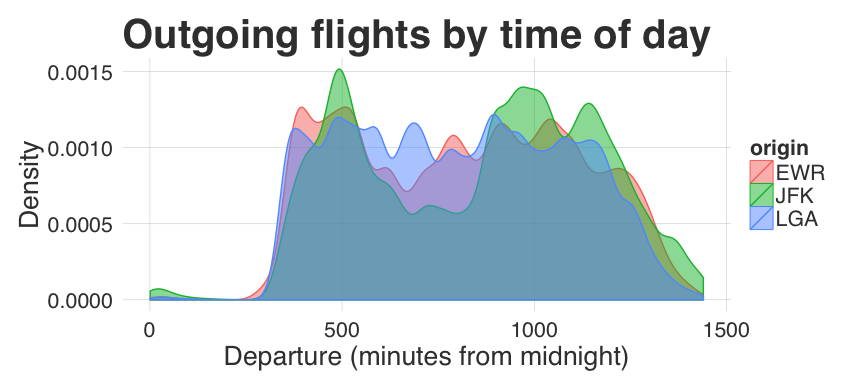 Outgoing flights by time of day
0.0015
0.0010
0.0005
0.0000
Density
0
500
1000
1500
Departure (minutes from midnight)
origin
EWR
JFK
LGA